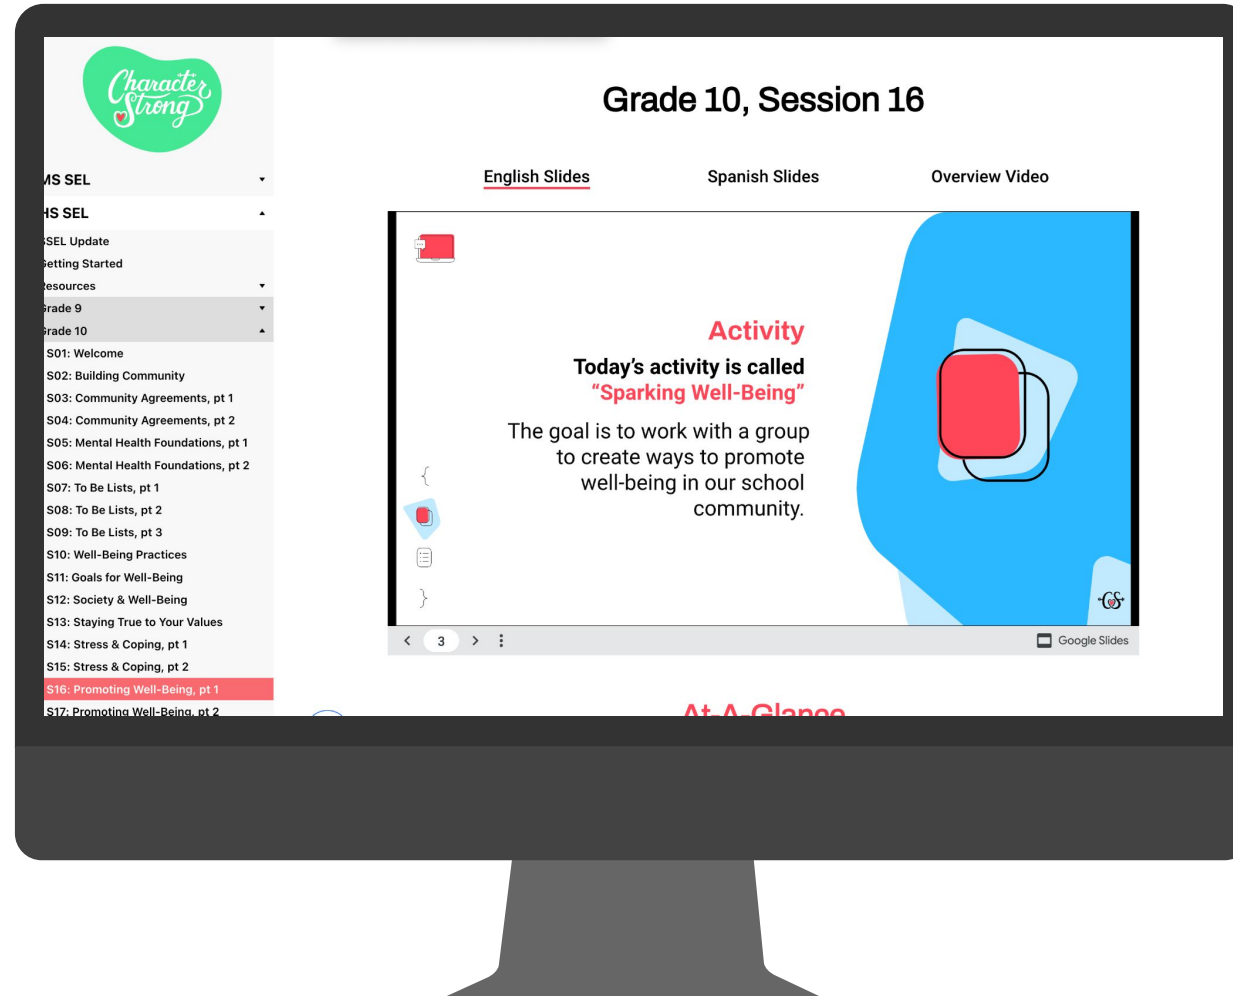 Character
Strong
MS SEL
HS SEL
SSEL Update
Getting Started
Resources
Grade 9
Grade 10
S01: Welcome
S02: Building Community
S03: Community Agreements, pt 1
S04: Community Agreements, pt 2
S05: Mental Health Foundations, pt 1
S06: Mental Health Foundations, pt 2
S07: To Be Lists, pt 1
S08: To Be Lists, pt 2
S09: To Be Lists, pt 3
S10: Well-Being Practices
S11: Goals for Well-Being
S12: Society & Well-Being
S13: Staying True to Your Values
S14: Stress & Coping, pt 1
S15: Stress & Coping, pt 2
S16: Promoting Well-Being, pt 1
S17: Promoting Well-Being, pt 2
Grade 10, Session 16
English Slides Spanish Slides Overview Video
Activity
Today's activity is called
“Sparking Well-Being”
The goal is to work with a group
to create ways to promote
well-being in our school
community.
CS
3
Google Slides
At-A-Glance